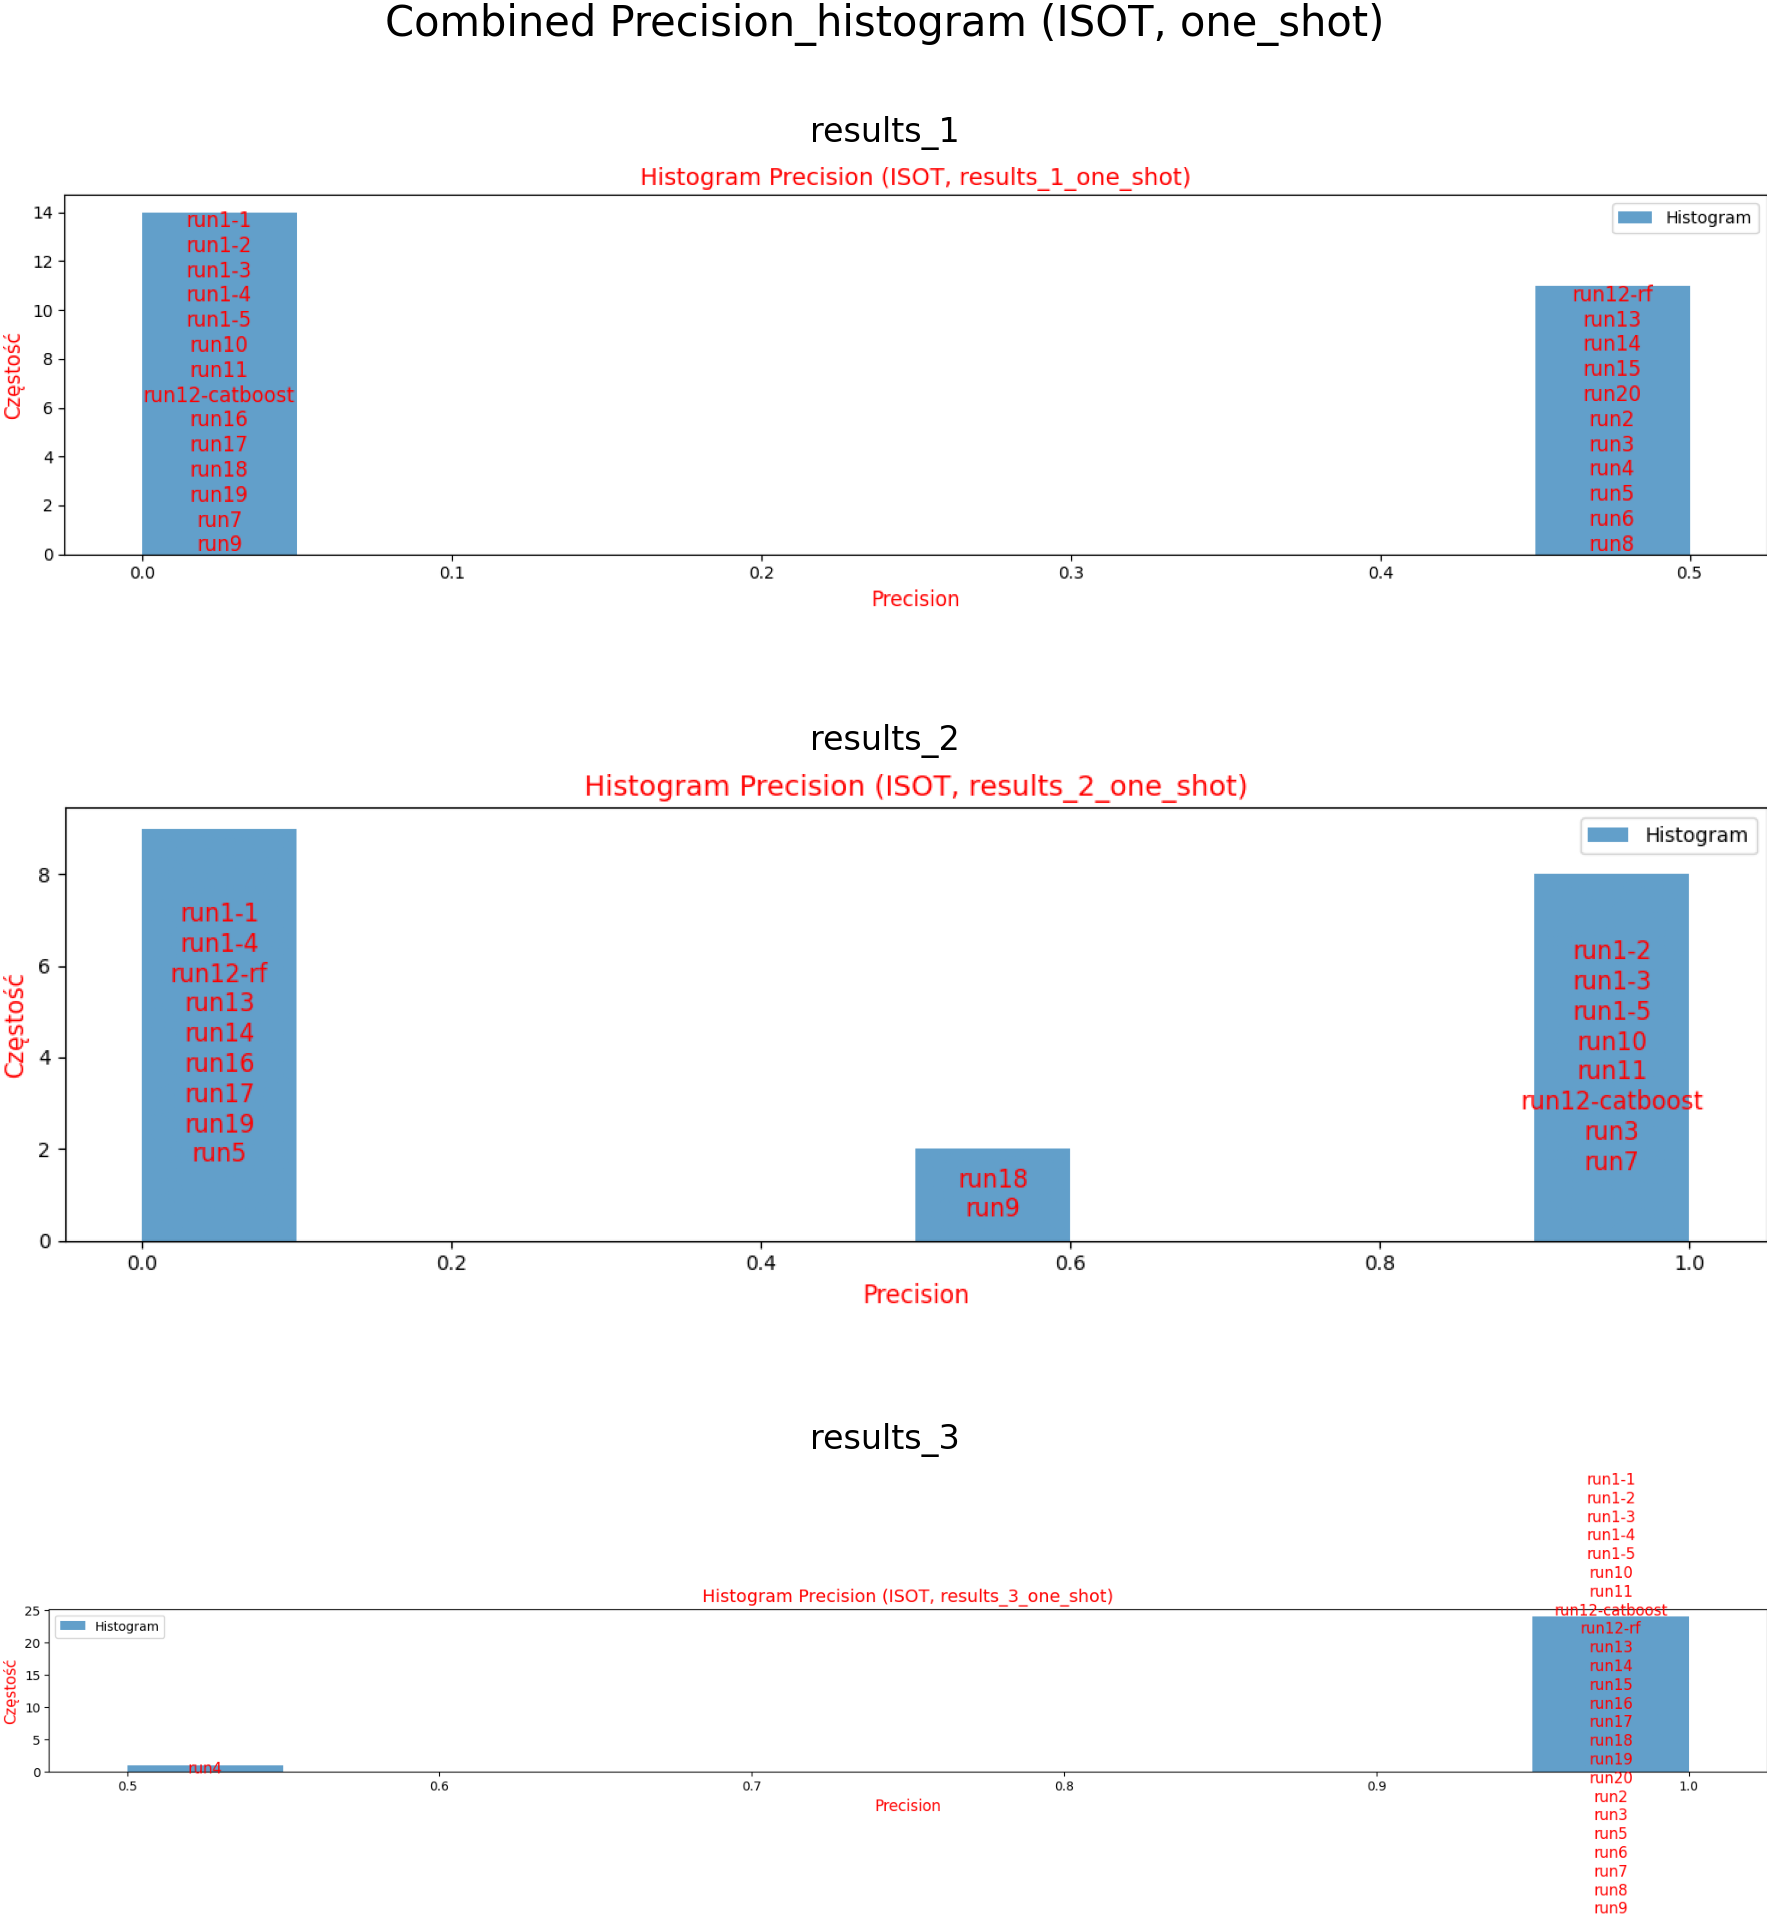 Combined Precision_histogram (ISOT, one_shot)
results_1
Histogram Precision (ISOT, results_1_one_shot)
Histogram
Częstość
14
12
10
8
6
4
2
0
run1-1
run1-2
run1-3
run1-4
run1-5
run10
run11
run12-catboost
run16
run17
run18
run19
run7
run9
run12-rf
run13
run14
run15
run20
run2
run3
run4
run5
run6
run8
0.0 0.1 0.2 0.3 0.4 0.5
Precision
results_2
Histogram Precision (ISOT, results_2_one_shot)
Histogram
Częstość
8
6
4
2
0
run1-1
run1-4
run12-rf
run13
run14
run16
run17
run19
run5
run18
run9
run1-2
run1-3
run1-5
run10
run11
run12-catboost
run3
run7
0.0 0.2 0.4 0.6 0.8 1.0
Precision
results_3
Histogram Precision (ISOT, results_3_one_shot)
Histogram
Częstość
25
20
15
10
5
0
run4
run1-1
run1-2
run1-3
run1-4
run1-5
run10
run11
run12-catboost
run12-rf
run13
run14
run15
run16
run17
run18
run19
run20
run2
run3
run5
run6
run7
run8
run9
0.5 0.6 0.7 0.8 0.9 1.0
Precision